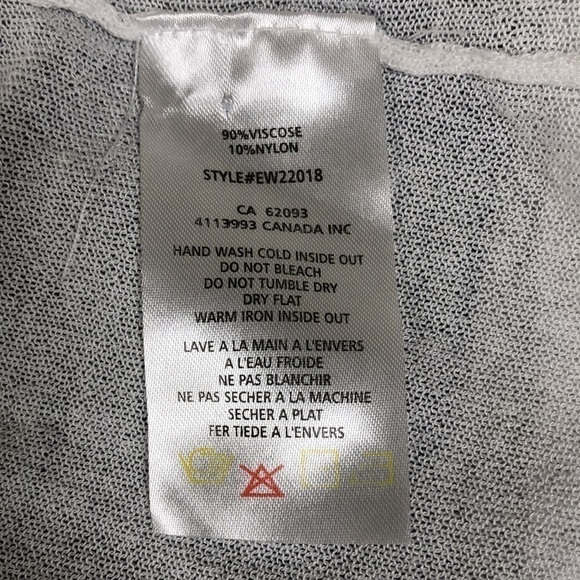 90%VISCOSE
10%NYLON
STYLE#EW22018
CA 62093
4113993 CANADA INC
HAND WASH COLD INSIDE OUT
DO NOT BLEACH
DO NOT TUMBLE DRY
DRY FLAT
WARM IRON INSIDE OUT
LAVE A LA MAIN A L'ENVERS
A L'EAU FROIDE
NE PAS BLANCHIR
NE PAS SECHER A LA MACHINE
SECHER A PLAT
FER TIEDE A L'ENVERS